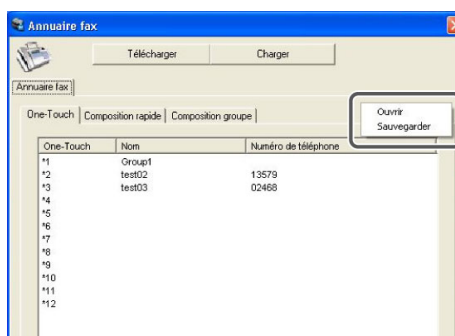 Annuaire fax
Télécharger Charger
Annuaire fax
One-Touch Composition rapide Composition groupe
Ouvrir
Sauvegarder
One-Touch Nom Numéro de téléphone
*1 Group1
*2 test02 13579
*3 test03 02468
*4
*5
*6
*7
*8
*9
*10
*11
*12